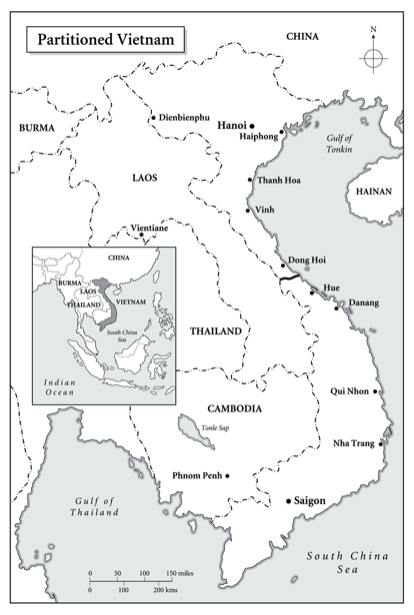 Partitioned Vietnam
CHINA
N
Dienbienphu
BURMA
Hanoi
Haiphong
Gulf of
Tonkin
LAOS
Thanh Hoa
HAINAN
Vinh
Vientiane
Dong Hoi
CHINA
BURMA
LAOS
VIETNAM
THAILAND
South China
Sea
Indian
Ocean
Hue
Danang
THAILAND
Qui Nhon
CAMBODIA
Tonle Sap
Nha Trang
Phnom Penh
Saigon
Gulf of
Thailand
South China
Sea
0 50 100 150 miles
0 100 200 kms